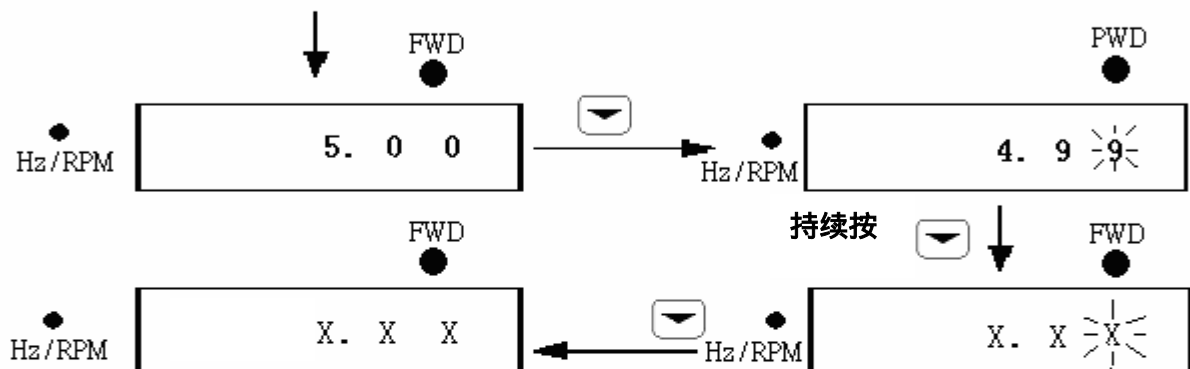 FWD
PWD
Hz/RPM
5. 0 0
Hz/RPM
4. 9 9
持续按
FWD
FWD
Hz/RPM
X. X X
Hz/RPM
X. X X